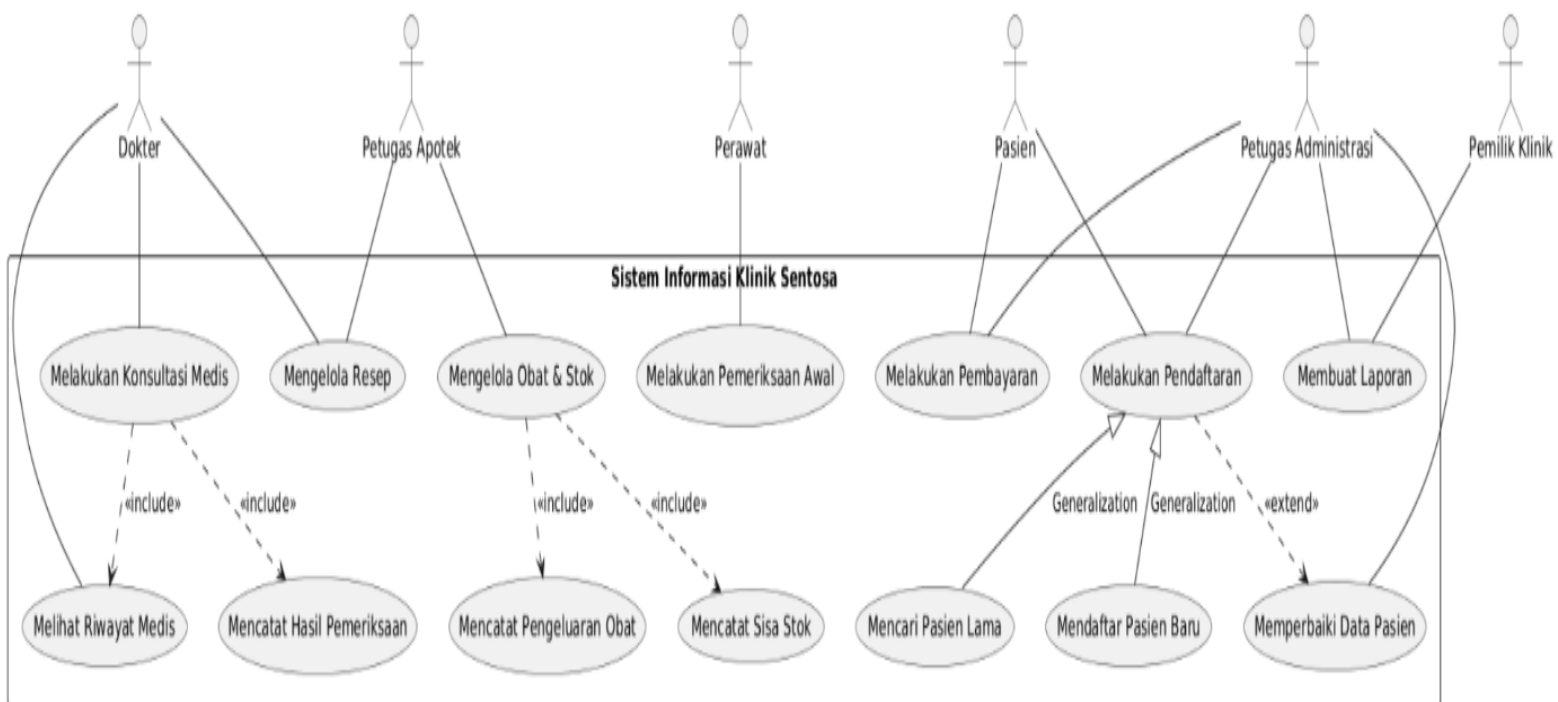 Dokter
Petugas Apotek
Perawat
Pasien
Petugas Administrasi
Pemilik Klinik
Sistem Informasi Klinik Sentosa
Melakukan Konsultasi Medis
Mengelola Resep
Mengelola Obat & Stok
Melakukan Pemeriksaan Awal
Melakukan Pembayaran
Melakukan Pendaftaran
Membuat Laporan
«include»
«include»
«include»
«include»
Generalization
Generalization
«extend»
Melihat Riwayat Medis
Mencatat Hasil Pemeriksaan
Mencatat Pengeluaran Obat
Mencatat Sisa Stok
Mencari Pasien Lama
Mendaftar Pasien Baru
Memperbaiki Data Pasien